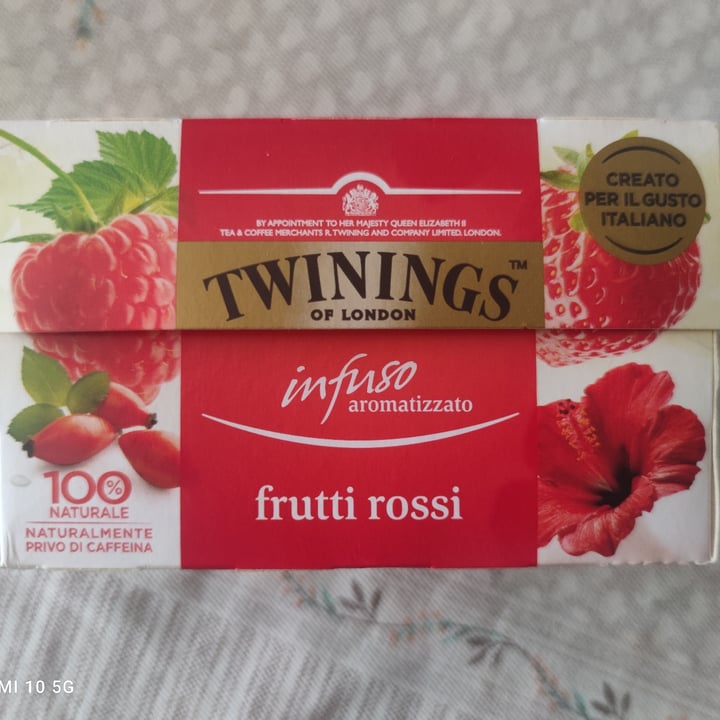 CREATO
PER IL GUSTO
ITALIANO
BY APPOINTMENT TO HER MAJESTY QUEEN ELIZABETH II
TEA & COFFEE MERCHANTS R. TWINING AND COMPANY LIMITED. LONDON.
TWININGS™
OF LONDON
infuso
aromatizzato
frutti rossi
100%
NATURALE
NATURALMENTE
PRIVO DI CAFFEINA
MI 10 5G